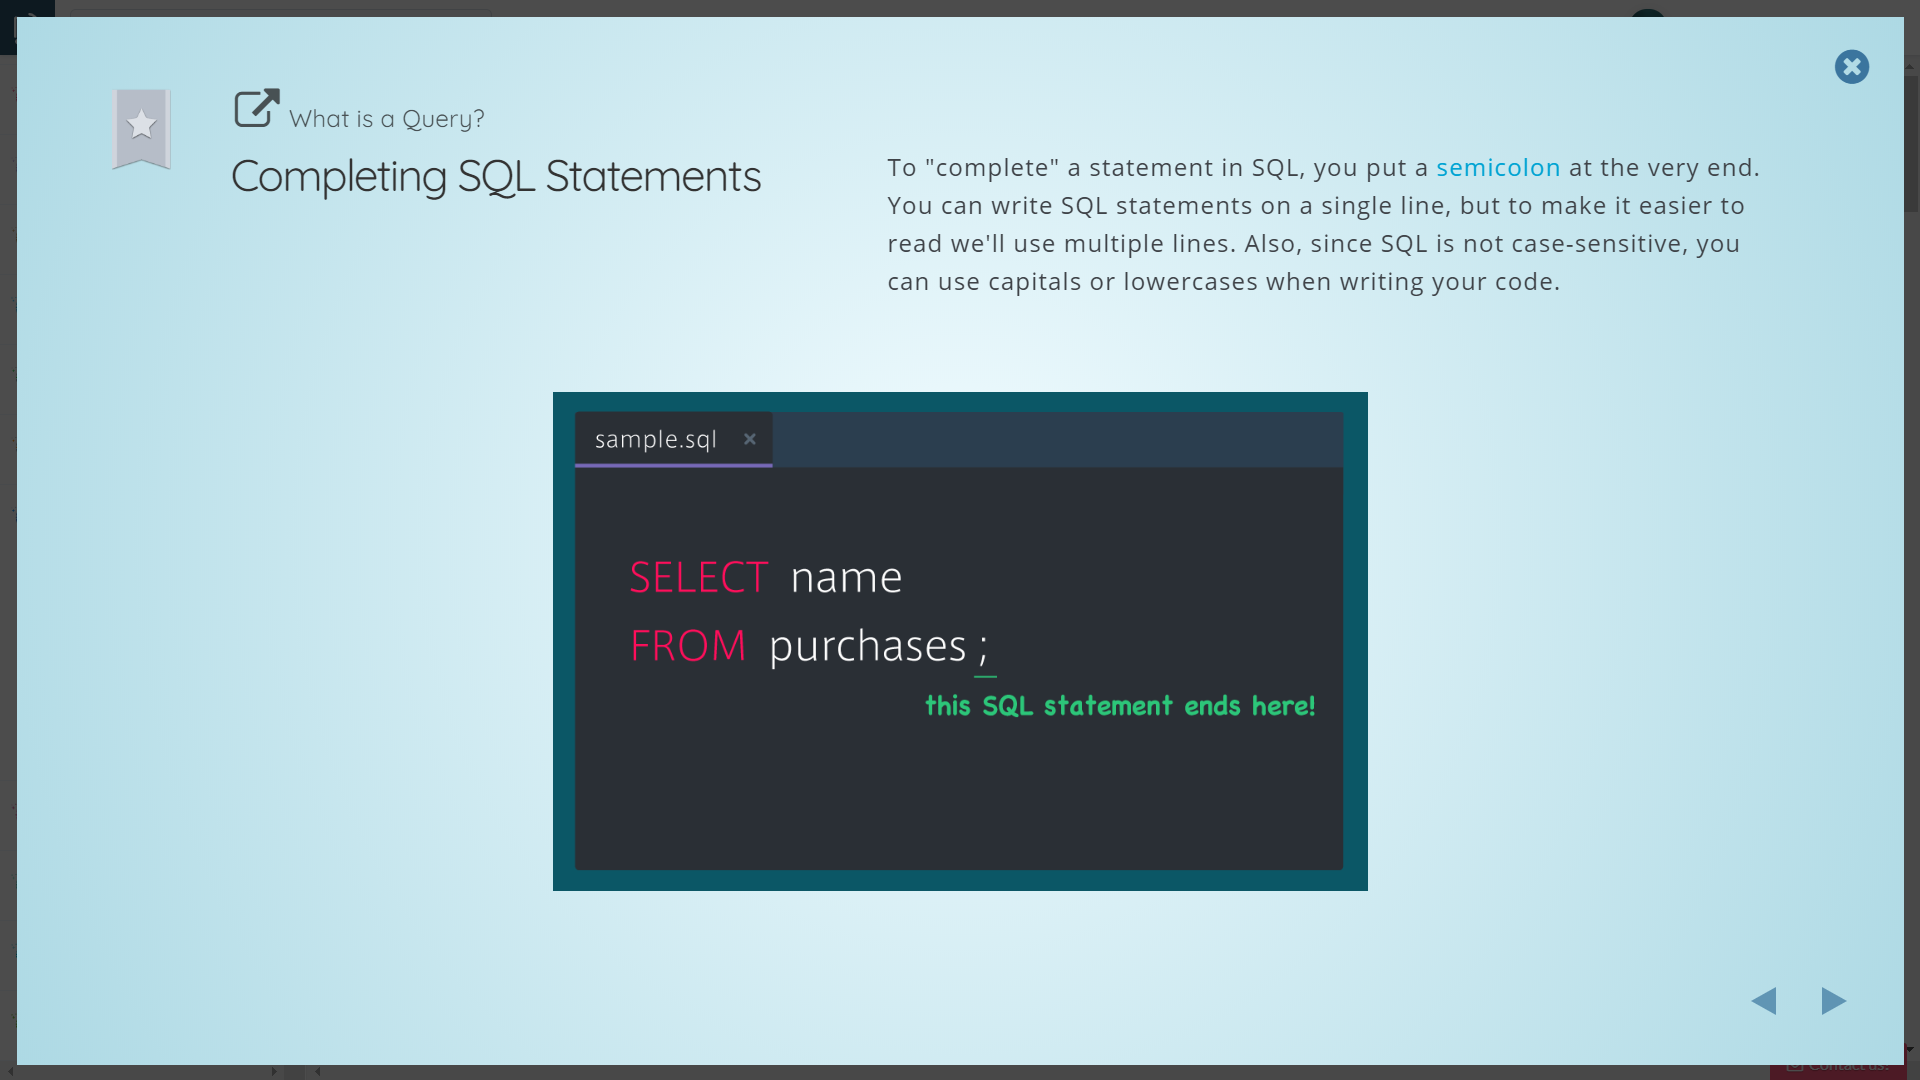 What is a Query?
Completing SQL Statements
To "complete" a statement in SQL, you put a semicolon at the very end.
You can write SQL statements on a single line, but to make it easier to
read we'll use multiple lines. Also, since SQL is not case-sensitive, you
can use capitals or lowercases when writing your code.
sample.sql
SELECT name
FROM purchases ;
this SQL statement ends here!
Contact us!